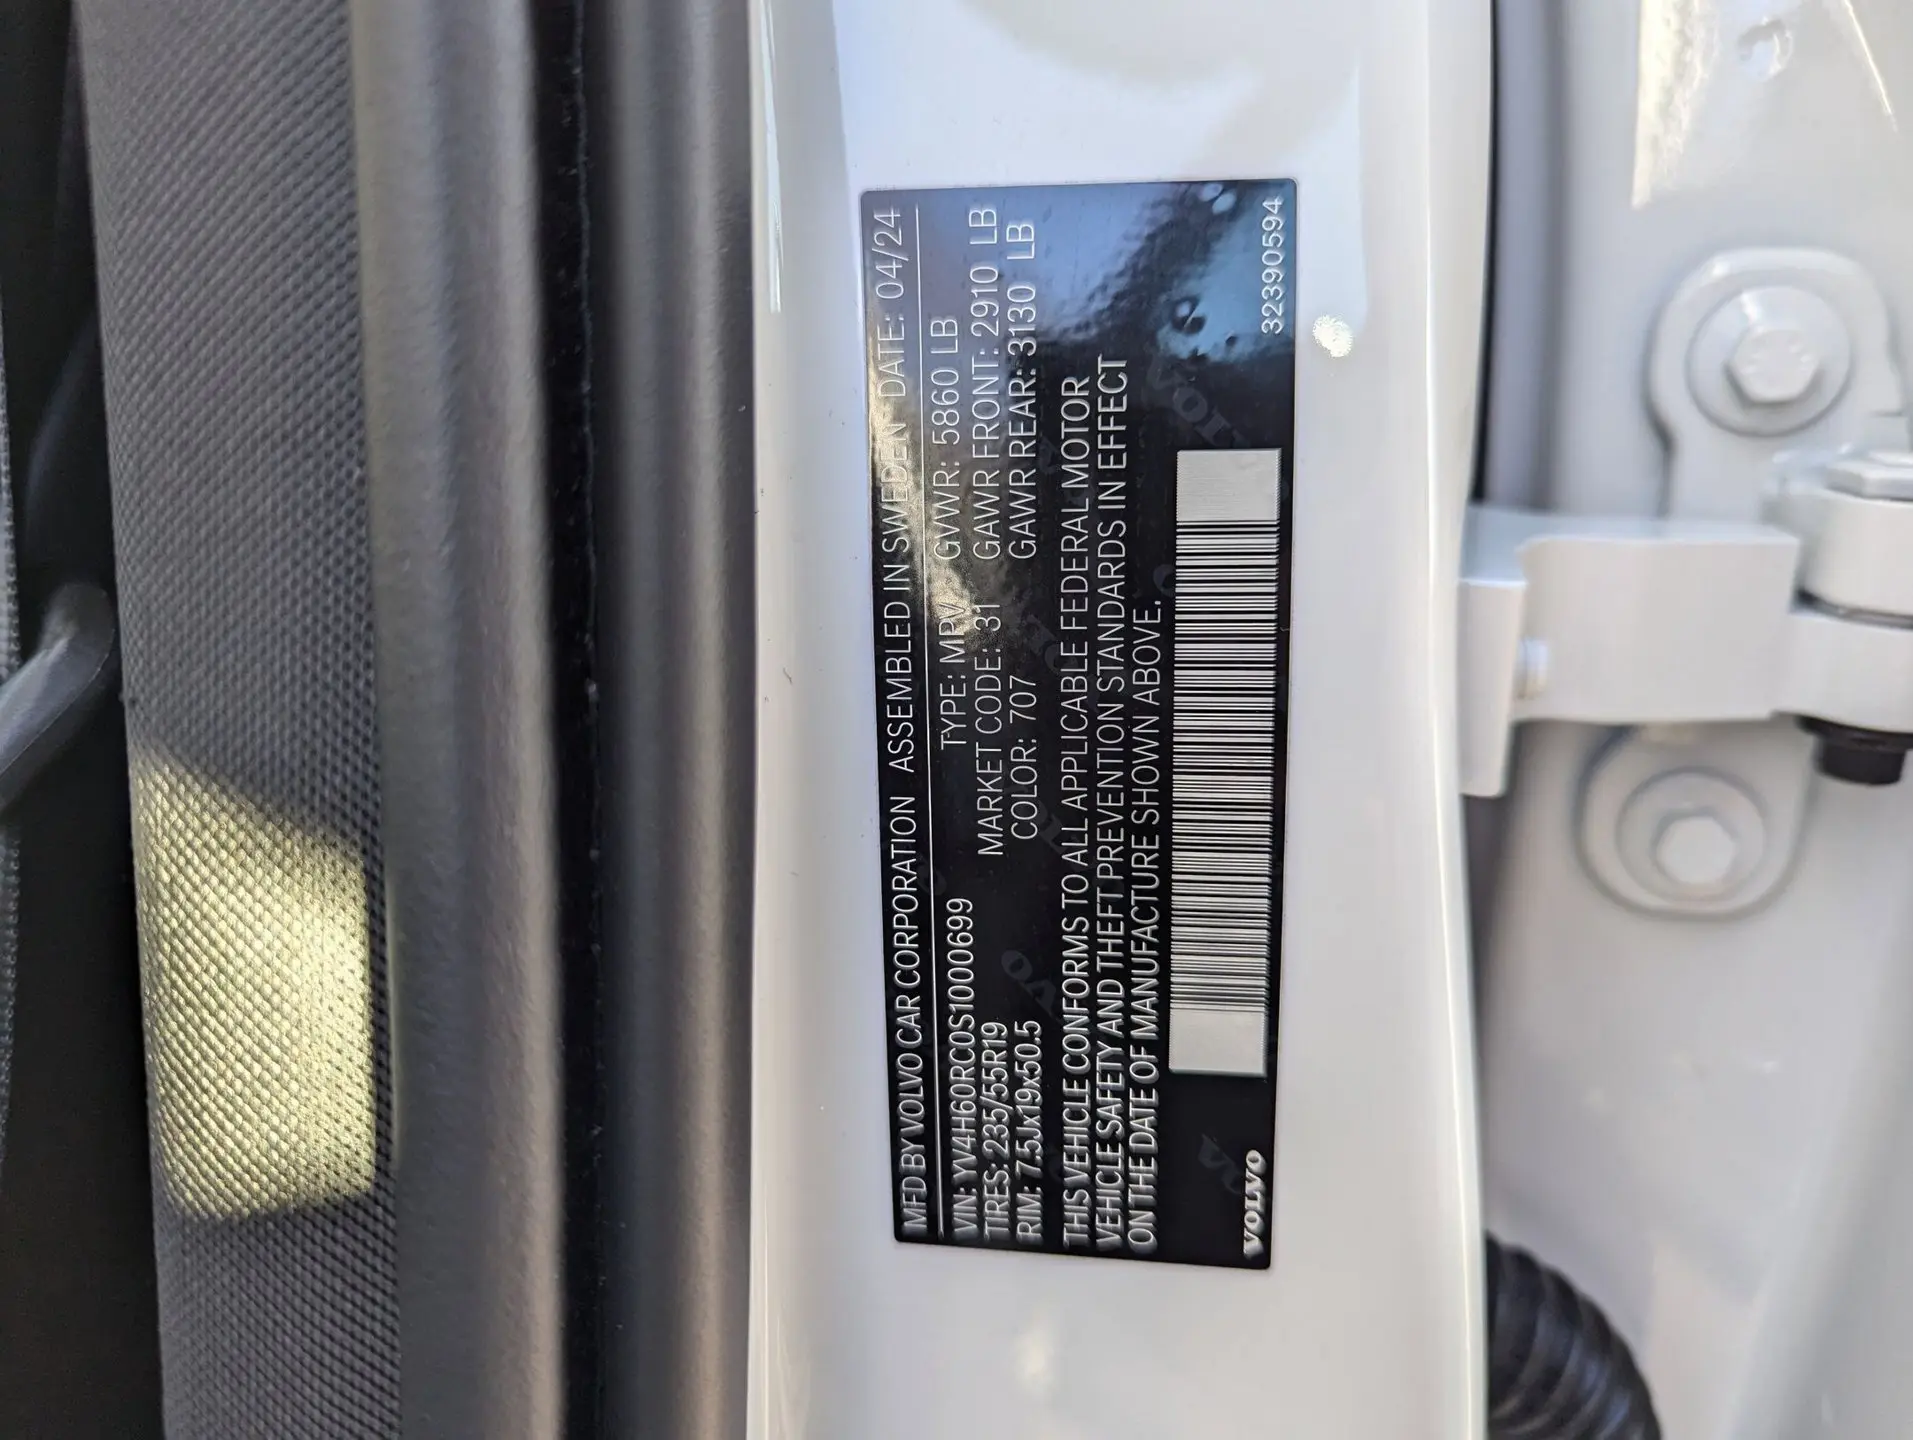 MFD BY VOLVO CAR CORPORATION ASSEMBLED IN SWEDEN DATE: 04/24
VIN: YV4H60RC0S1000699 TYPE: MPV GVWR: 5860 LB
TIRES: 235/55R19 MARKET CODE: 31 GAWR FRONT: 2910 LB
RIM: 7.5Jx19x50.5 COLOR: 707 GAWR REAR: 3130 LB
THIS VEHICLE CONFORMS TO ALL APPLICABLE FEDERAL MOTOR
VEHICLE SAFETY AND THEFT PREVENTION STANDARDS IN EFFECT
ON THE DATE OF MANUFACTURE SHOWN ABOVE.
VOLVO 32390594